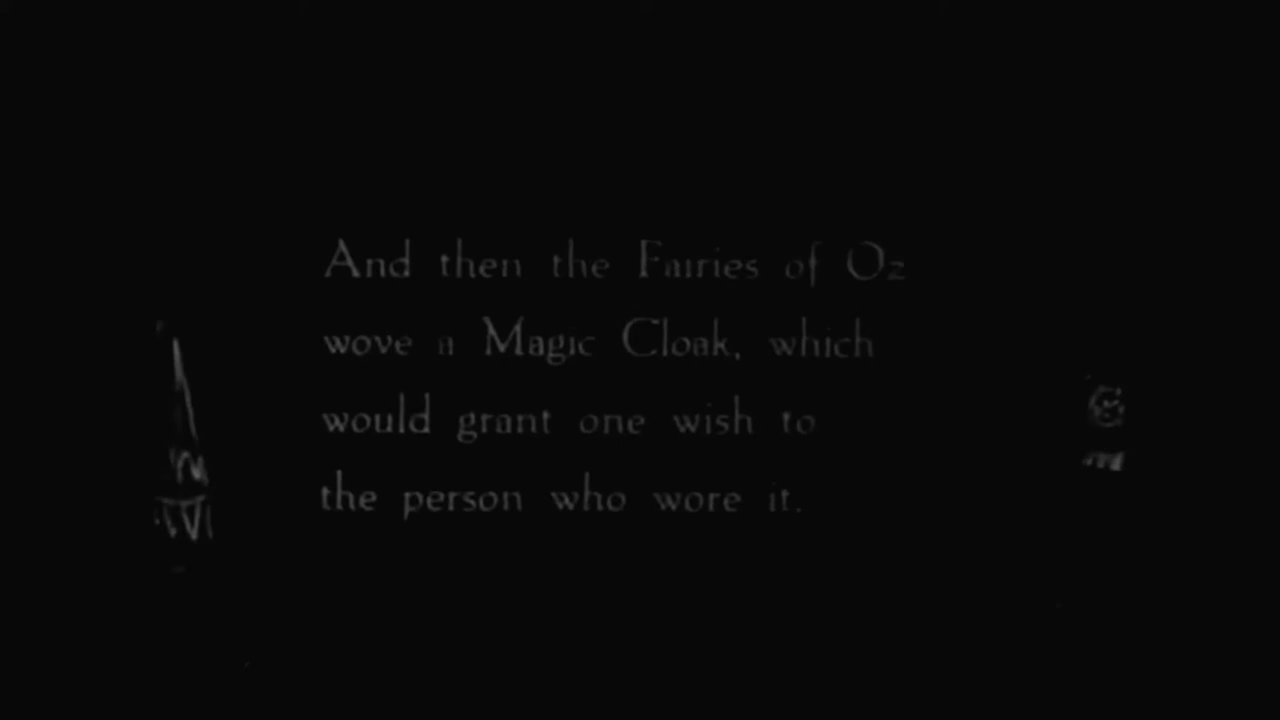 And then the Fairies of Oz
wove a Magic Cloak, which
would grant one wish to
the person who wore it.